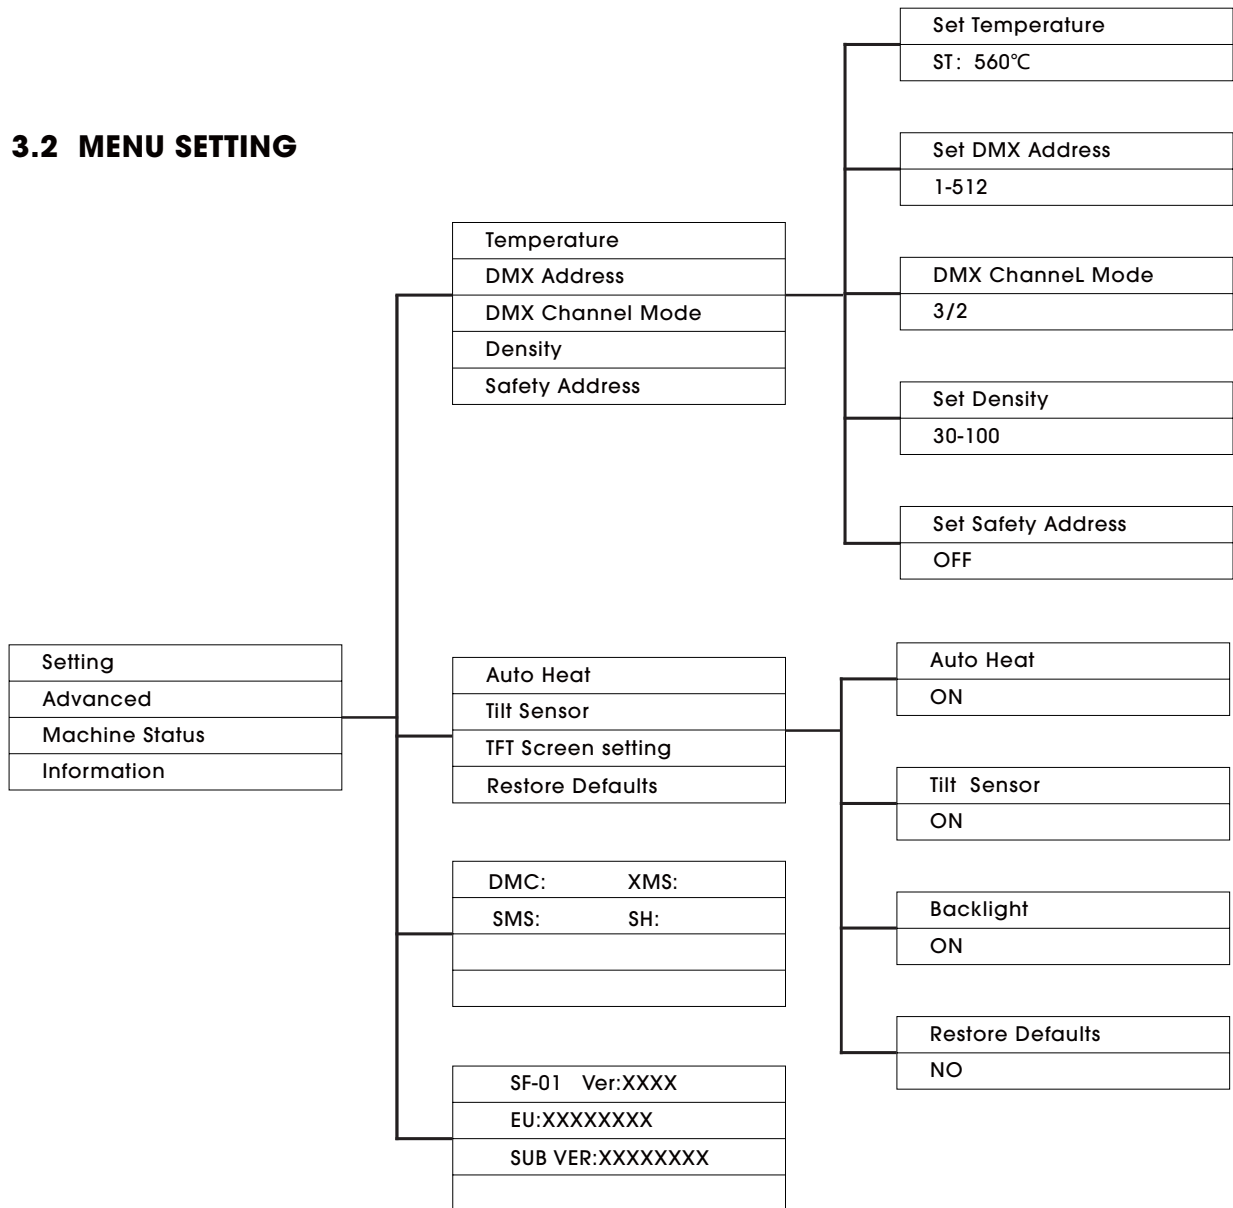 3.2 MENU SETTING
Setting
Advanced
Machine Status
Information
Temperature
DMX Address
DMX Channel Mode
Density
Safety Address
Set Temperature
ST: 560℃
Set DMX Address
1-512
DMX ChanneL Mode
3/2
Set Density
30-100
Set Safety Address
OFF
Auto Heat
Tilt Sensor
TFT Screen setting
Restore Defaults
Auto Heat
ON
Tilt Sensor
ON
Backlight
ON
Restore Defaults
NO
DMC: XMS:
SMS: SH:
SF-01 Ver:XXXX
EU:XXXXXXXX
SUB VER:XXXXXXXX